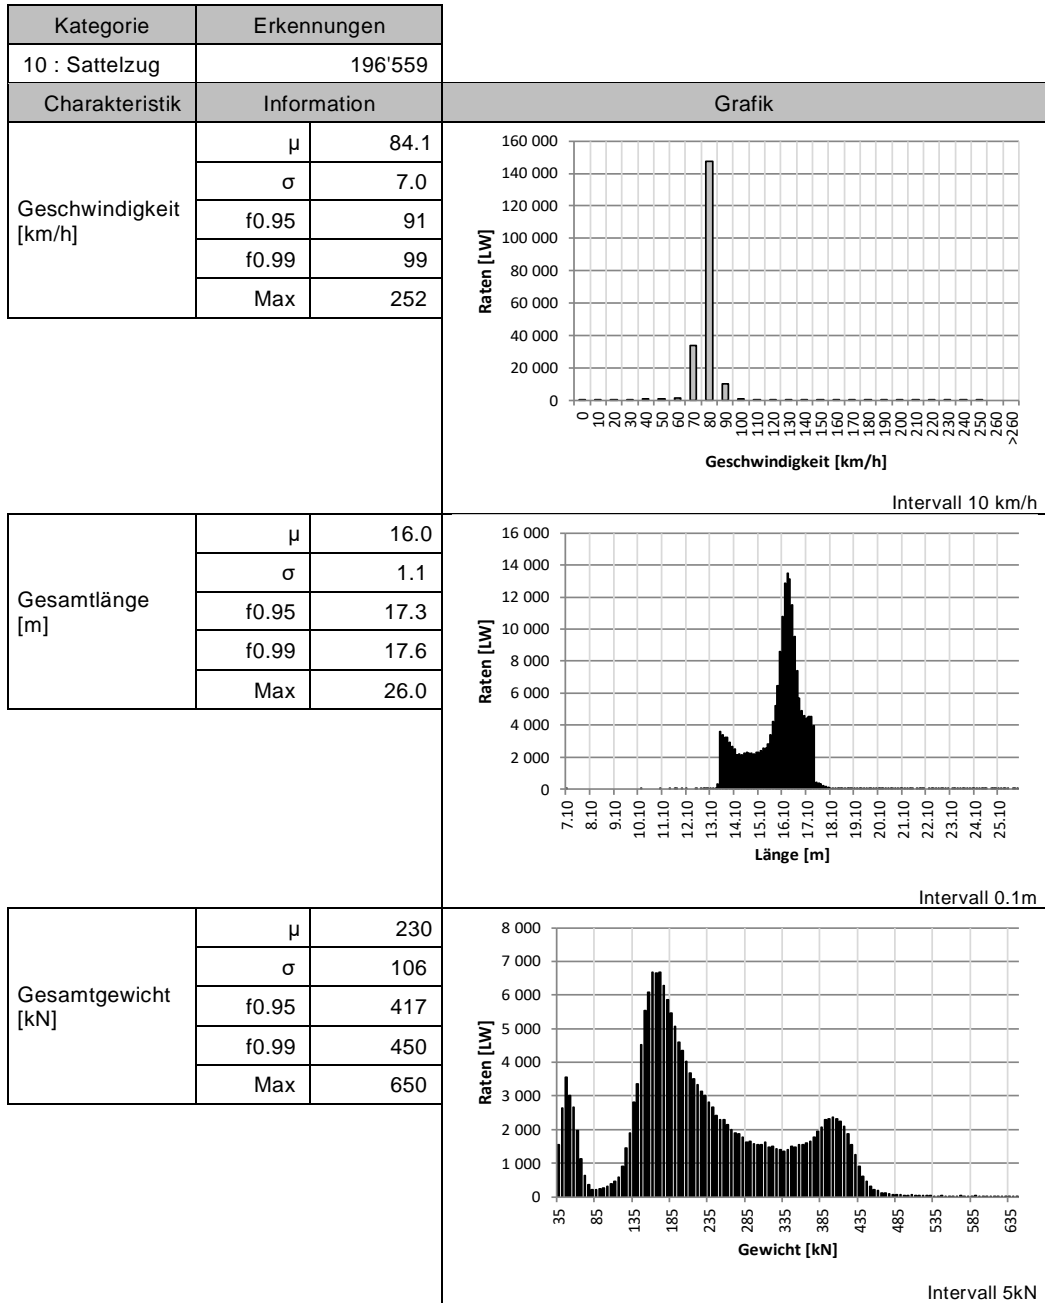 Kategorie Erkennungen
10 : Sattelzug 196'559
Charakteristik Information Grafik
Geschwindigkeit [km/h]
µ 84.1
σ 7.0
f0.95 91
f0.99 99
Max 252
160 000
140 000
120 000
100 000
80 000
60 000
40 000
20 000
0
Raten [LW]
0 10 20 30 40 50 60 70 80 90 100 110 120 130 140 150 160 170 180 190 200 210 220 230 240 250 260 >260
Geschwindigkeit [km/h]
Intervall 10 km/h
Gesamtlänge
[m]
µ 16.0
σ 1.1
f0.95 17.3
f0.99 17.6
Max 26.0
16 000
14 000
12 000
10 000
8 000
6 000
4 000
2 000
0
Raten [LW]
7.10 8.10 9.10 10.10 11.10 12.10 13.10 14.10 15.10 16.10 17.10 18.10 19.10 20.10 21.10 22.10 23.10 24.10 25.10
Länge [m]
Intervall 0.1m
Gesamtgewicht
[kN]
µ 230
σ 106
f0.95 417
f0.99 450
Max 650
8 000
7 000
6 000
5 000
4 000
3 000
2 000
1 000
0
Raten [LW]
35 85 135 185 235 285 335 385 435 485 535 585 635
Gewicht [kN]
Intervall 5kN